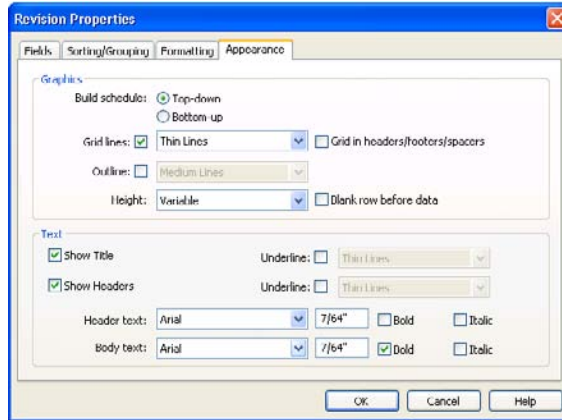 Revision Properties
Fields Sorting/Grouping Formatting Appearance
Graphics
Build schedule: Top-down
Bottom-up
Grid lines: Thin Lines Grid in headers/footers/spacers
Outline: Medium Lines
Height: Variable Blank row before data
Text
Show Title Underline: Thin Lines
Show Headers Underline: Thin Lines
Header text: Arial 7/64" Bold Italic
Body text: Arial 7/64" Bold Italic
OK Cancel Help